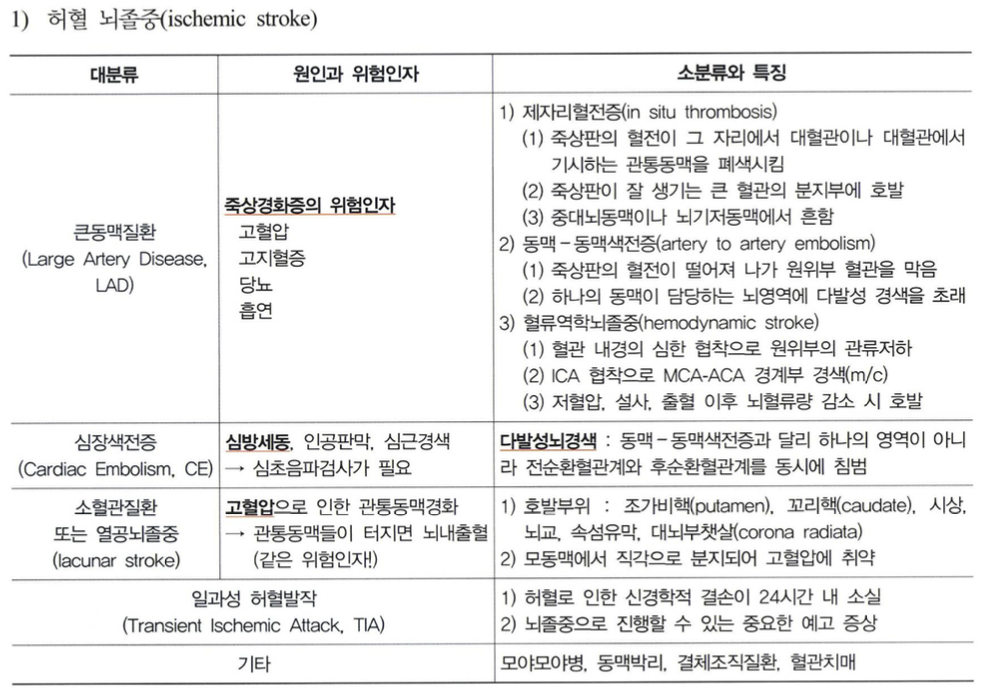 1) 허혈 뇌졸중(ischemic stroke)
대분류
원인과 위험인자
소분류와 특징
큰동맥질환
(Large Artery Disease,
LAD)
죽상경화증의 위험인자
고혈압
고지혈증
당뇨
흡연
1) 제자리혈전증(in situ thrombosis)
(1) 죽상판의 혈전이 그 자리에서 대혈관이나 대혈관에서
기시하는 관통동맥을 폐색시킴
(2) 죽상판이 잘 생기는 큰 혈관의 분지부에 호발
(3) 중대뇌동맥이나 뇌기저동맥에서 흔함
2) 동맥-동맥색전증(artery to artery embolism)
(1) 죽상판의 혈전이 떨어져 나가 원위부 혈관을 막음
(2) 하나의 동맥이 담당하는 뇌영역에 다발성 경색을 초래
3) 혈류역학뇌졸중(hemodynamic stroke)
(1) 혈관 내경의 심한 협착으로 원위부의 관류저하
(2) ICA 협착으로 MCA-ACA 경계부 경색(m/c)
(3) 저혈압, 설사, 출혈 이후 뇌혈류량 감소 시 호발
심장색전증
(Cardiac Embolism, CE)
심방세동, 인공판막, 심근경색
→ 심초음파검사가 필요
다발성뇌경색 : 동맥-동맥색전증과 달리 하나의 영역이 아니
라 전순환혈관계와 후순환혈관계를 동시에 침범
소혈관질환
또는 열공뇌졸중
(lacunar stroke)
고혈압으로 인한 관통동맥경화
→ 관통동맥들이 터지면 뇌내출혈
(같은 위험인자!)
1) 호발부위 : 조가비핵(putamen), 꼬리핵(caudate), 시상,
뇌교, 속섬유막, 대뇌부챗살(corona radiata)
2) 모동맥에서 직각으로 분지되어 고혈압에 취약
일과성 허혈발작
(Transient Ischemic Attack, TIA)
1) 허혈로 인한 신경학적 결손이 24시간 내 소실
2) 뇌졸중으로 진행할 수 있는 중요한 예고 증상
기타
모야모야병, 동맥박리, 결체조직질환, 혈관치매